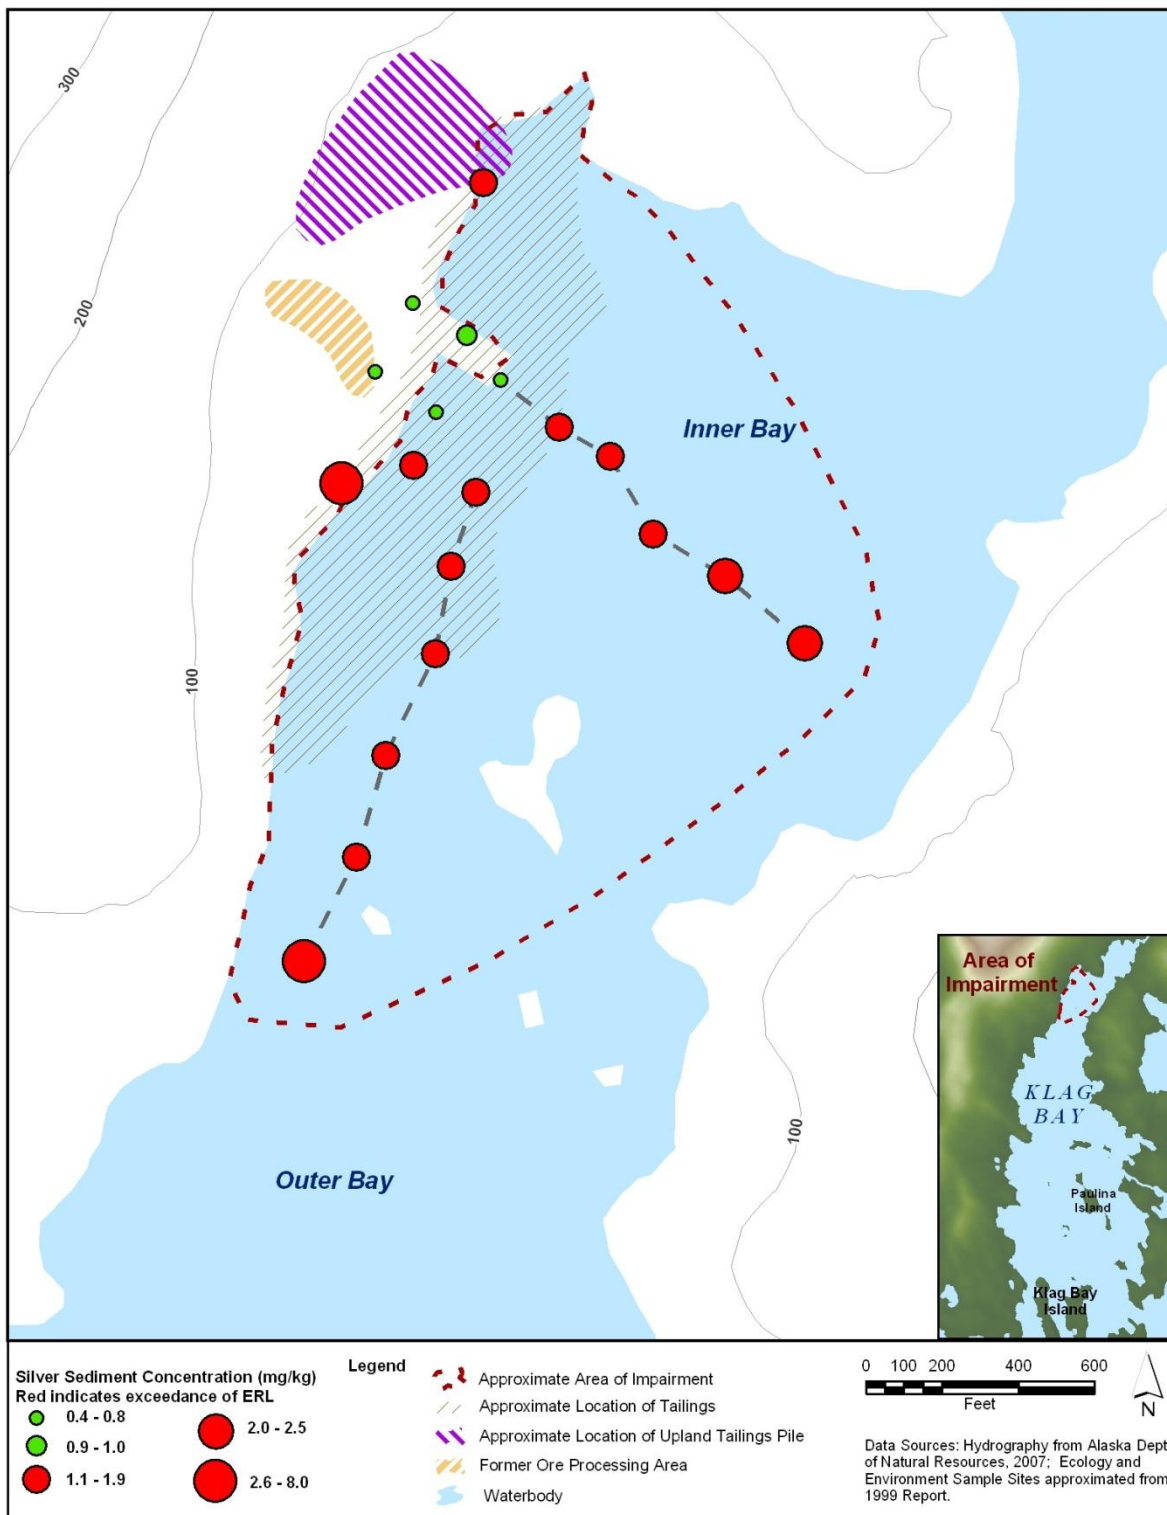 300
200
Inner Bay
100
Area of
Impairment
KLAG
BAY
100
Outer Bay
Paulina
Island
Klag Bay
Island
Silver Sediment Concentration (mg/kg)
Red indicates exceedance of ERL
0.4 - 0.8
0.9 - 1.0
1.1 - 1.9
2.0 - 2.5
2.6 - 8.0
Legend
Approximate Area of Impairment
Approximate Location of Tailings
Approximate Location of Upland Tailings Pile
Former Ore Processing Area
Waterbody
0 100 200 400 600
Feet
N
Data Sources: Hydrography from Alaska Dept
of Natural Resources, 2007; Ecology and
Environment Sample Sites approximated from
1999 Report.